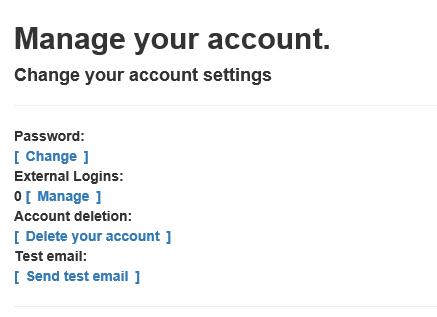 Manage your account.
Change your account settings
Password:
[ Change ]
External Logins:
0 [ Manage ]
Account deletion:
[ Delete your account ]
Test email:
[ Send test email ]